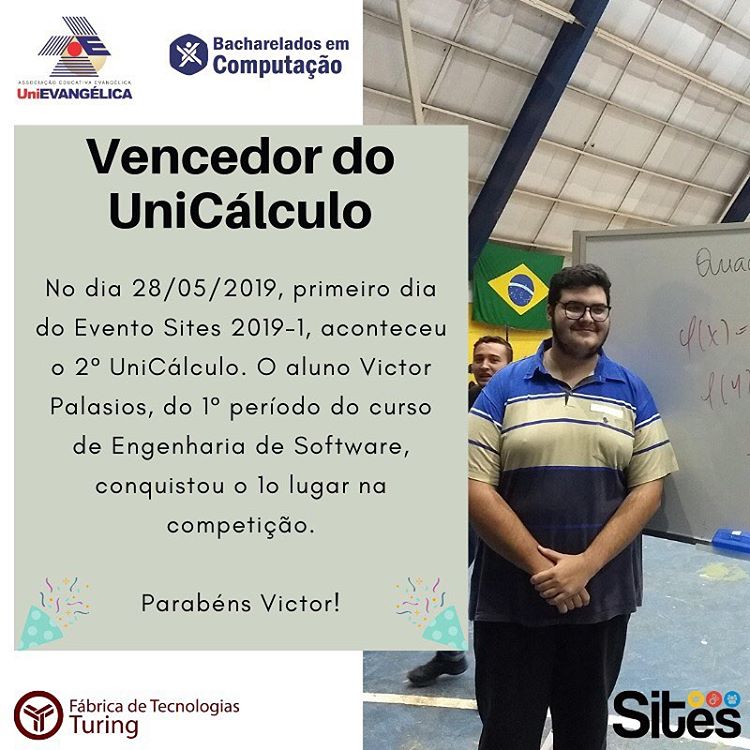 ASSOCIAÇÃO EDUCATIVA EVANGÉLICA
UniEVANGÉLICA
Bacharelados em
Computação
Vencedor do
UniCálculo
No dia 28/05/2019, primeiro dia
do Evento Sites 2019-1, aconteceu
o 2º UniCálculo. O aluno Victor
Palasios, do 1º período do curso
de Engenharia de Software,
conquistou o 1o lugar na
competição.
Parabéns Victor!
φ(x) =
Fábrica de Tecnologias
Turing
Sites